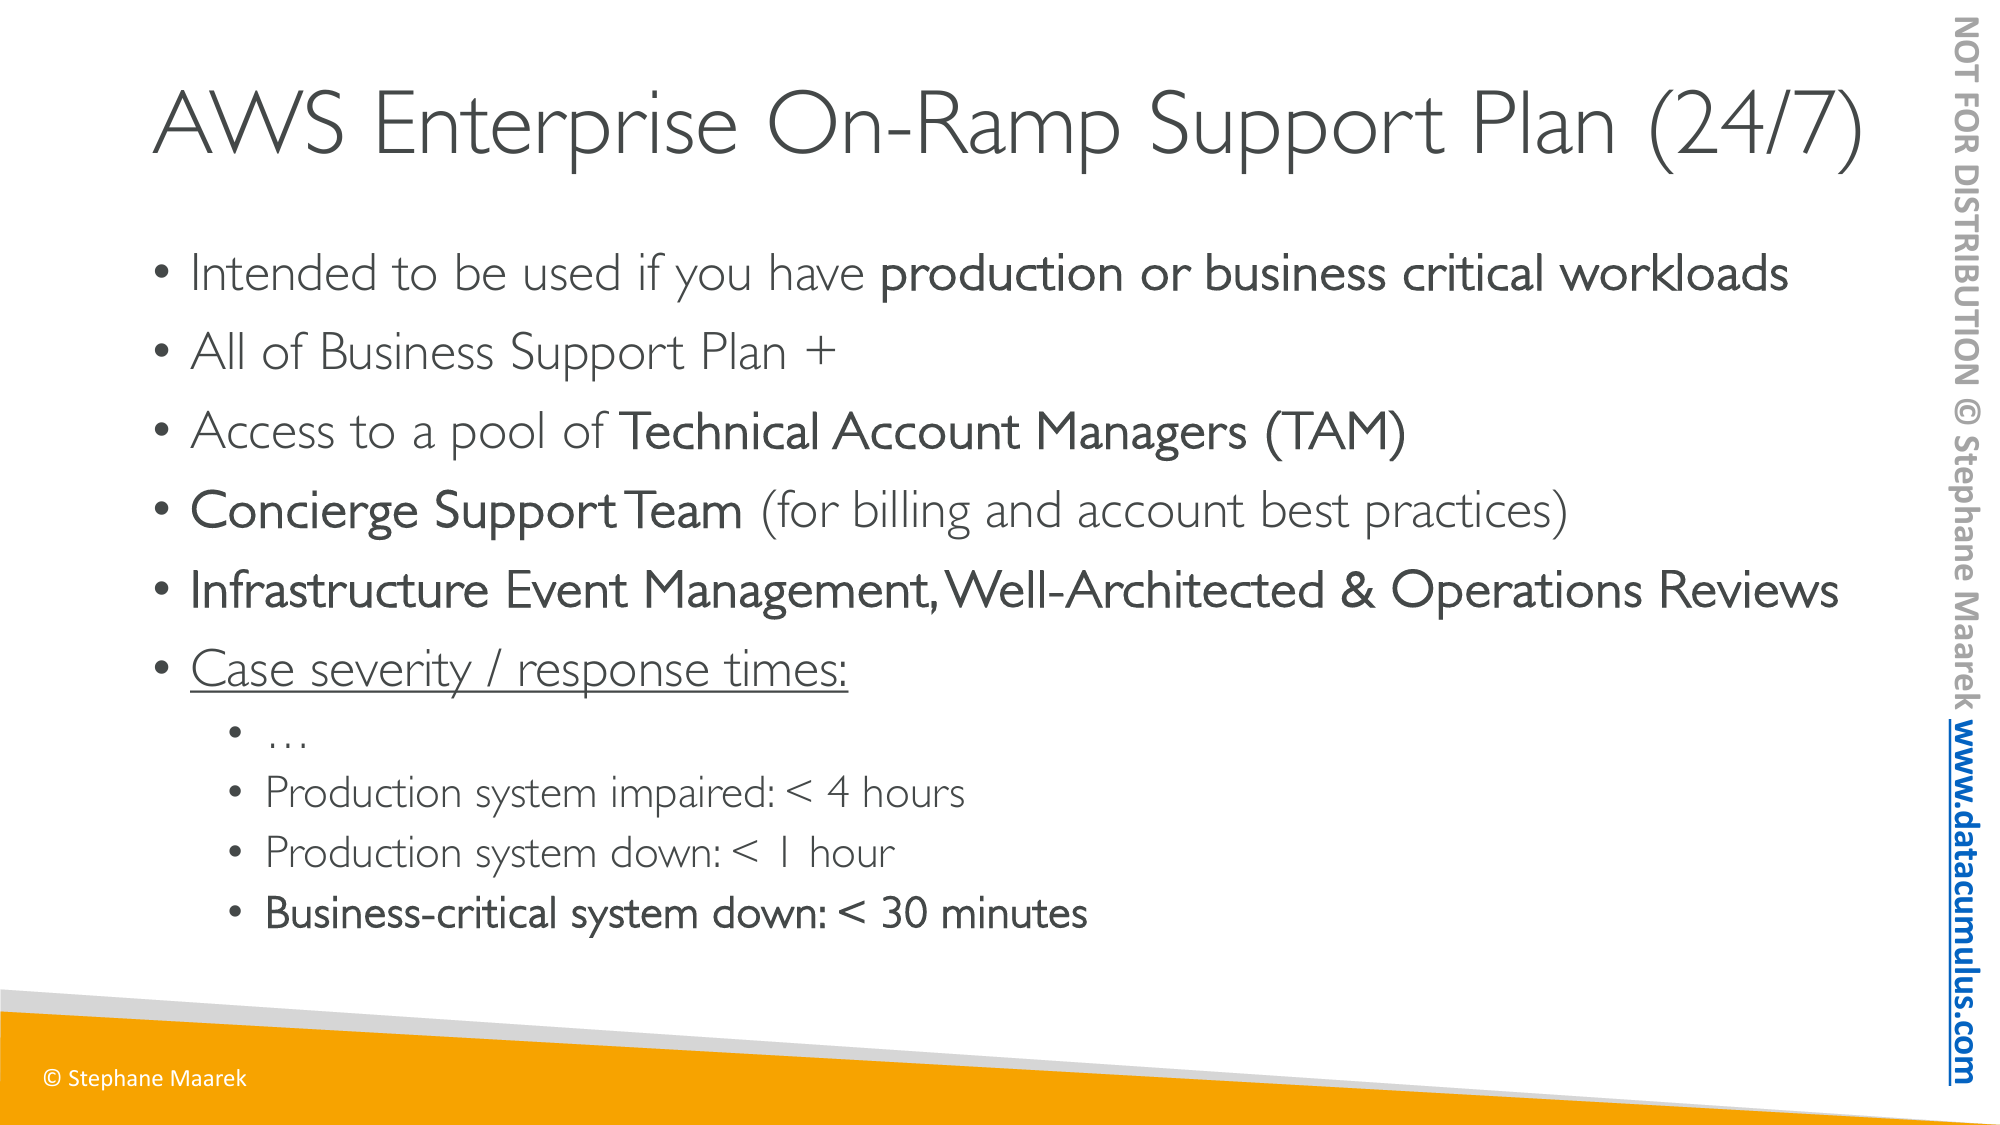 AWS Enterprise On-Ramp Support Plan (24/7)
• Intended to be used if you have production or business critical workloads
• All of Business Support Plan +
• Access to a pool of Technical Account Managers (TAM)
• Concierge Support Team (for billing and account best practices)
• Infrastructure Event Management, Well-Architected & Operations Reviews
• Case severity / response times:
• …
• Production system impaired: < 4 hours
• Production system down: < 1 hour
• Business-critical system down: < 30 minutes
© Stephane Maarek
NOT FOR DISTRIBUTION © Stephane Maarek www.datacumulus.com